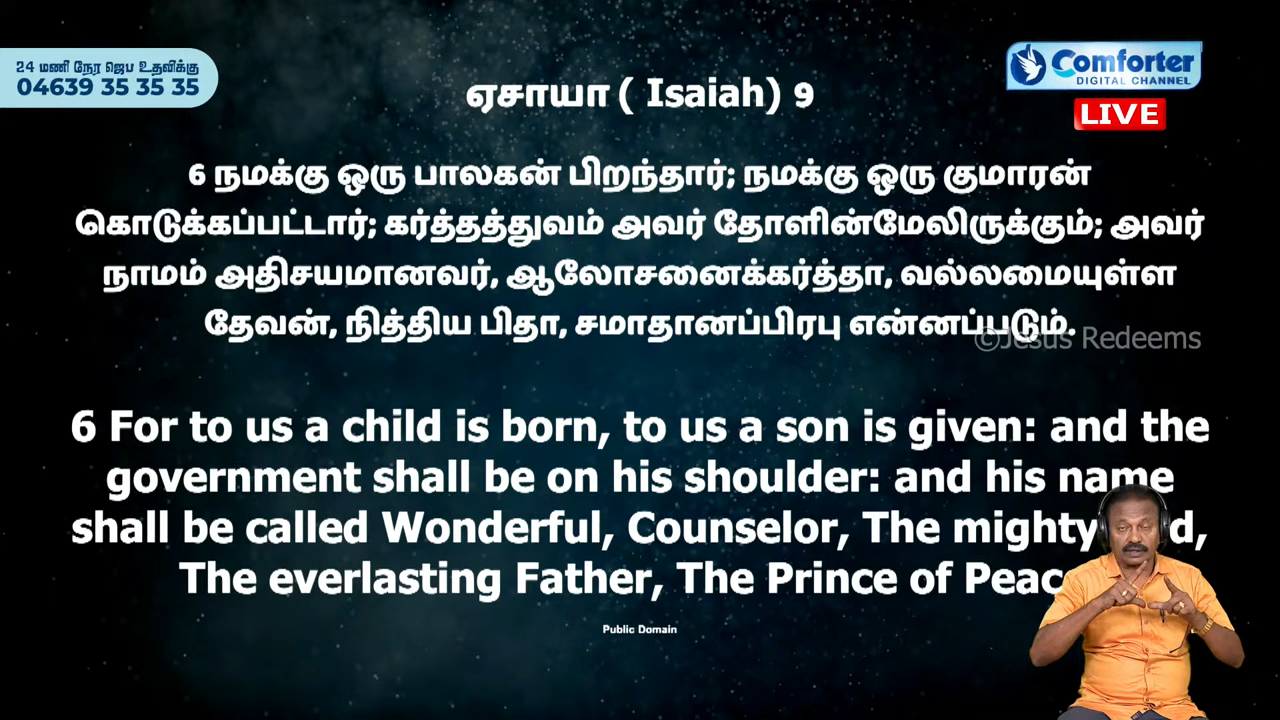 24 மணி நேர ஜெப உதவிக்கு
04639 35 35 35
Comforter
DIGITAL CHANNEL
LIVE
ஏசாயா ( Isaiah) 9
6 நமக்கு ஒரு பாலகன் பிறந்தார்; நமக்கு ஒரு குமாரன்
கொடுக்கப்பட்டார்; கர்த்தத்துவம் அவர் தோளின்மேலிருக்கும்; அவர்
நாமம் அதிசயமானவர், ஆலோசனைக்கர்த்தா, வல்லமையுள்ள
தேவன், நித்திய பிதா, சமாதானப்பிரபு என்னப்படும்.
©Jesus Redeems
6 For to us a child is born, to us a son is given: and the
government shall be on his shoulder: and his name
shall be called Wonderful, Counselor, The mighty d,
The everlasting Father, The Prince of Peac
Public Domain